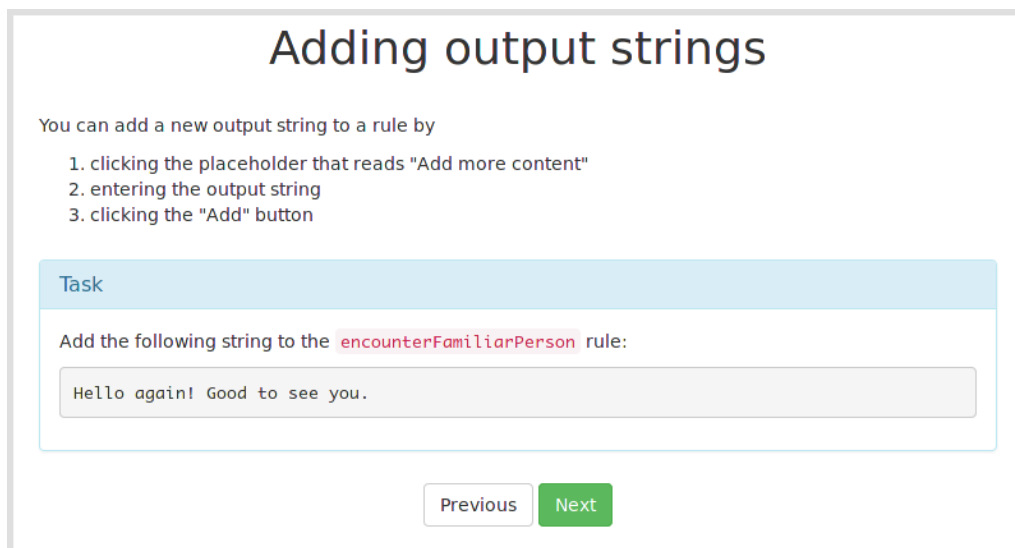 Adding output strings
You can add a new output string to a rule by
1. clicking the placeholder that reads "Add more content"
2. entering the output string
3. clicking the "Add" button
Task
Add the following string to the encounterFamiliarPerson rule:
Hello again! Good to see you.
Previous Next